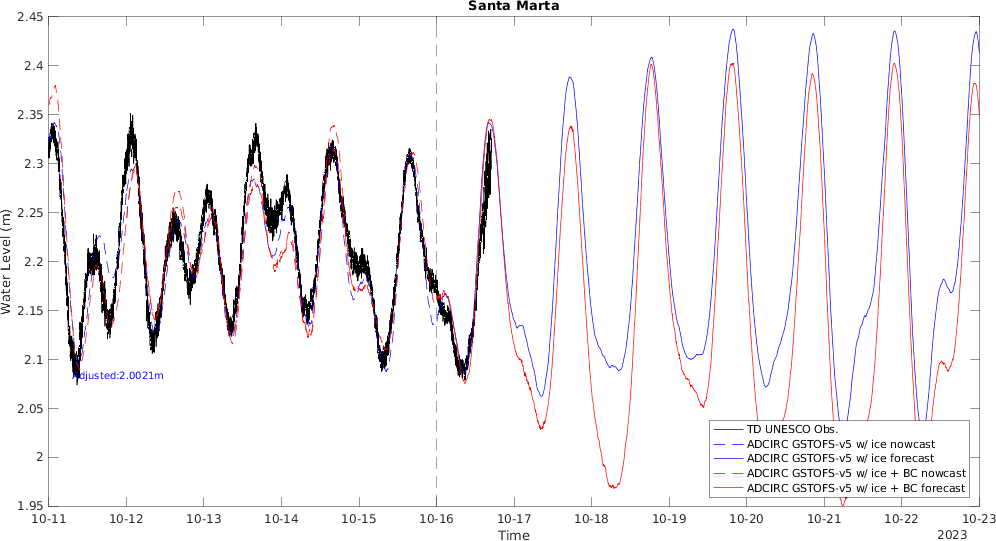 Santa Marta
2.45
2.4
2.35
2.3
2.25
2.2
2.15
2.1
2.05
2
1.95
Water Level (m)
Adjusted:2.0021m
TD UNESCO Obs.
ADCIRC GSTOFS-v5 w/ ice nowcast
ADCIRC GSTOFS-v5 w/ ice forecast
ADCIRC GSTOFS-v5 w/ ice + BC nowcast
ADCIRC GSTOFS-v5 w/ ice + BC forecast
10-11 10-12 10-13 10-14 10-15 10-16 10-17 10-18 10-19 10-20 10-21 10-22 10-23
Time
2023